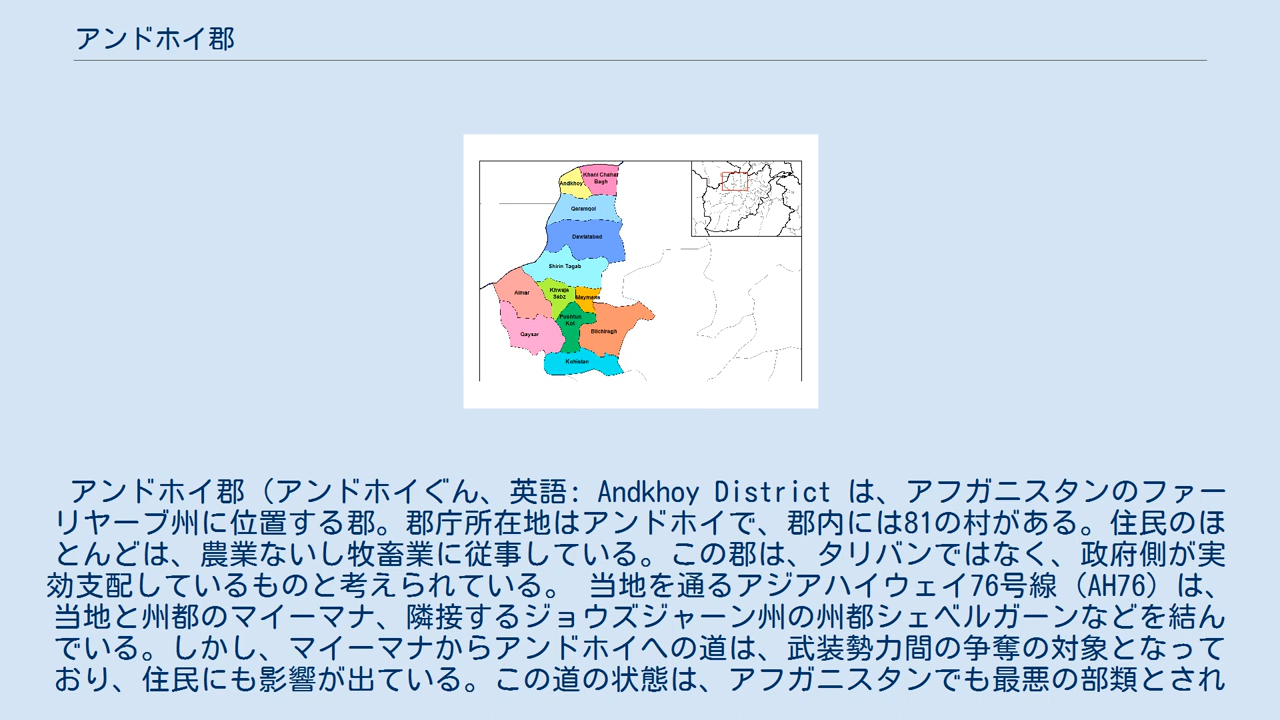 アンドホイ郡
Khani Chahar
Bagh
Andkhoy
Qaramqol
Dawlatabad
Shirin Tagab
Almar
Khwaja
Sabz
Maymana
Pashtun
Kot
Bilchiragh
Qaysar
Kohistan
アンドホイ郡（アンドホイぐん、英語: Andkhoy District は、アフガニスタンのファー
リヤーブ州に位置する郡。郡庁所在地はアンドホイで、郡内には81の村がある。住民のほ
とんどは、農業ないし牧畜業に従事している。この郡は、タリバンではなく、政府側が実
効支配しているものと考えられている。 当地を通るアジアハイウェイ76号線（AH76）は、
当地と州都のマイーマナ、隣接するジョウズジャーン州の州都シェベルガーンなどを結ん
でいる。しかし、マイーマナからアンドホイへの道は、武装勢力間の争奪の対象となって
おり、住民にも影響が出ている。この道の状態は、アフガニスタンでも最悪の部類とされ